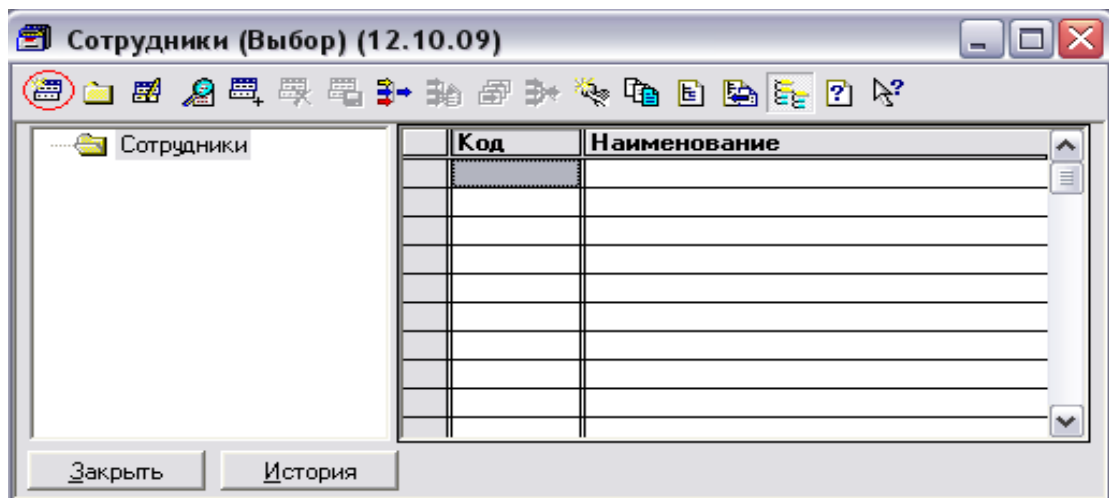 Сотрудники (Выбор) (12.10.09)
Сотрудники
Код Наименование
Закрыть История